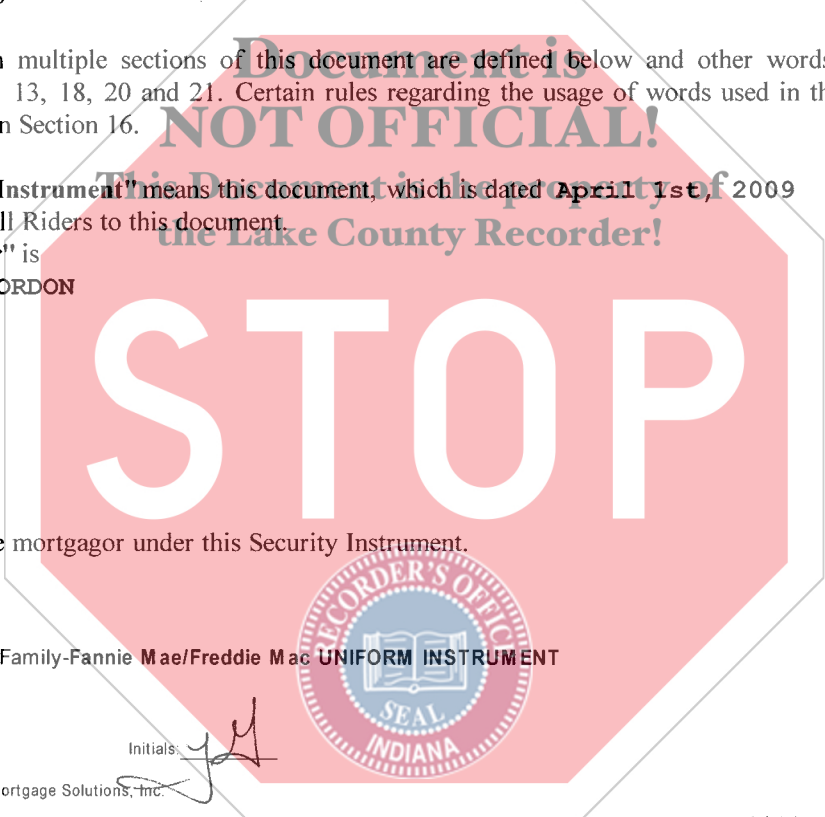 Document is
multiple sections of this document are defined below and other words
13, 18, 20 and 21. Certain rules regarding the usage of words used in
NOT OFFICIAL!
n Section 16.
This Document is the property of
Instrument" means this document, which is dated April 1st, 2009
ll Riders to this document.
the Lake County Recorder!
" is
ORDON
STOP
e mortgagor under this Security Instrument.
RECORDER'S OFFIC
Family-Fannie Mae/Freddie Mac UNIFORM INSTRUMENT
SEAL
INDIANA
Initials: JG
ortgage Solutions, Inc.